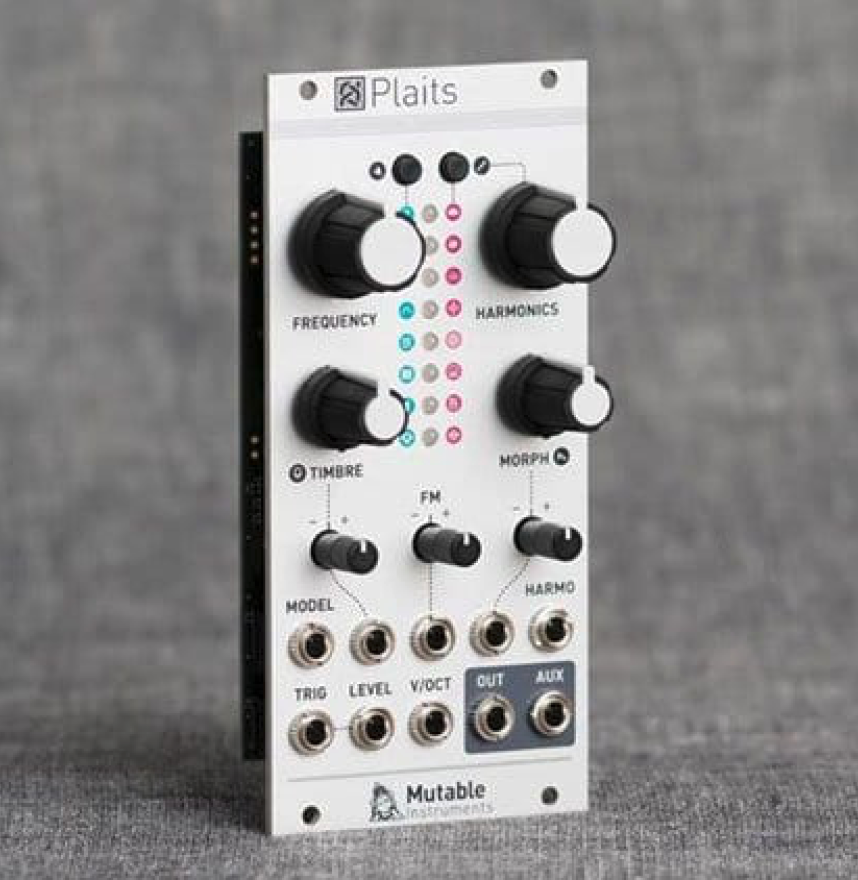 Plaits
FREQUENCY
HARMONICS
TIMBRE
MORPH
FM
- +
- +
- +
MODEL
HARMO
TRIG
LEVEL
V/OCT
OUT
AUX
Mutable
Instruments